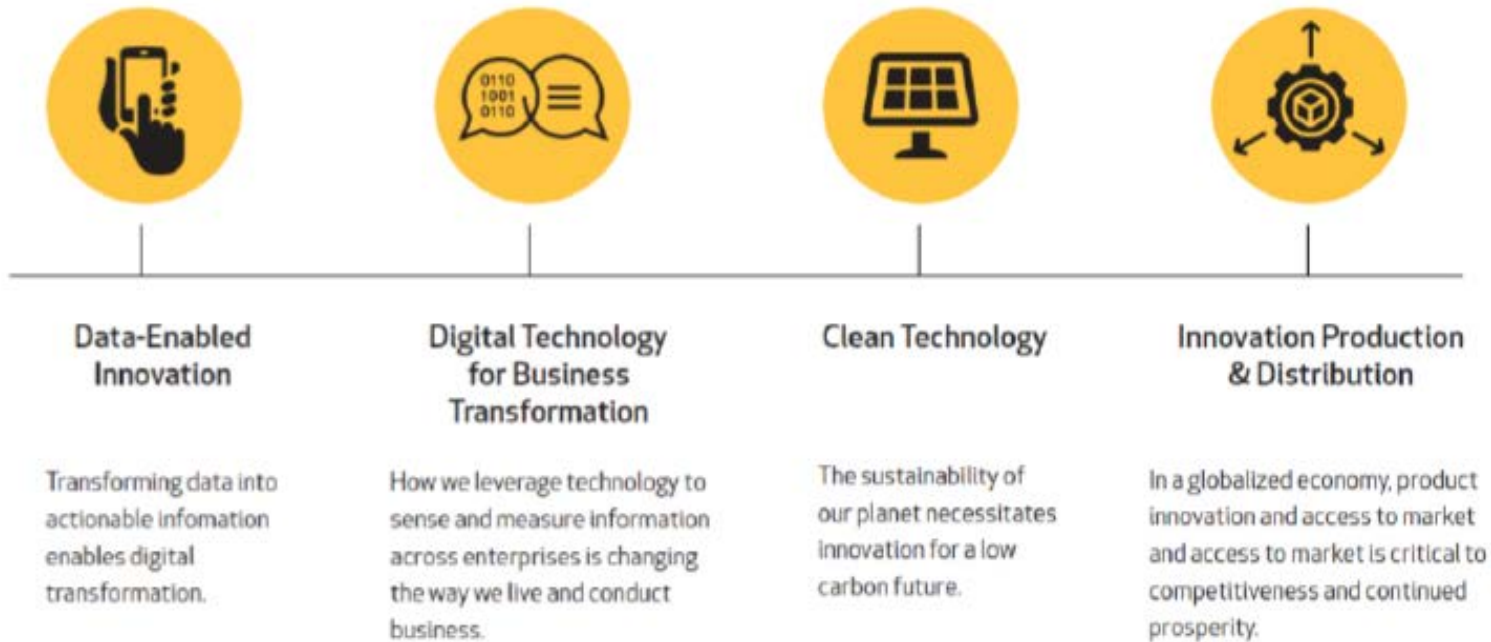 0110
1001
0110
Data-Enabled
Innovation
Transforming data into
actionable infomation
enables digital
transformation.
Digital Technology
for Business
Transformation
How we leverage technology to
sense and measure information
across enterprises is changing
the way we live and conduct
business.
Clean Technology
The sustainability of
our planet necessitates
innovation for a low
carbon future.
Innovation Production
& Distribution
In a globalized economy, product
innovation and access to market
and access to market is critical to
competitiveness and continued
prosperity.